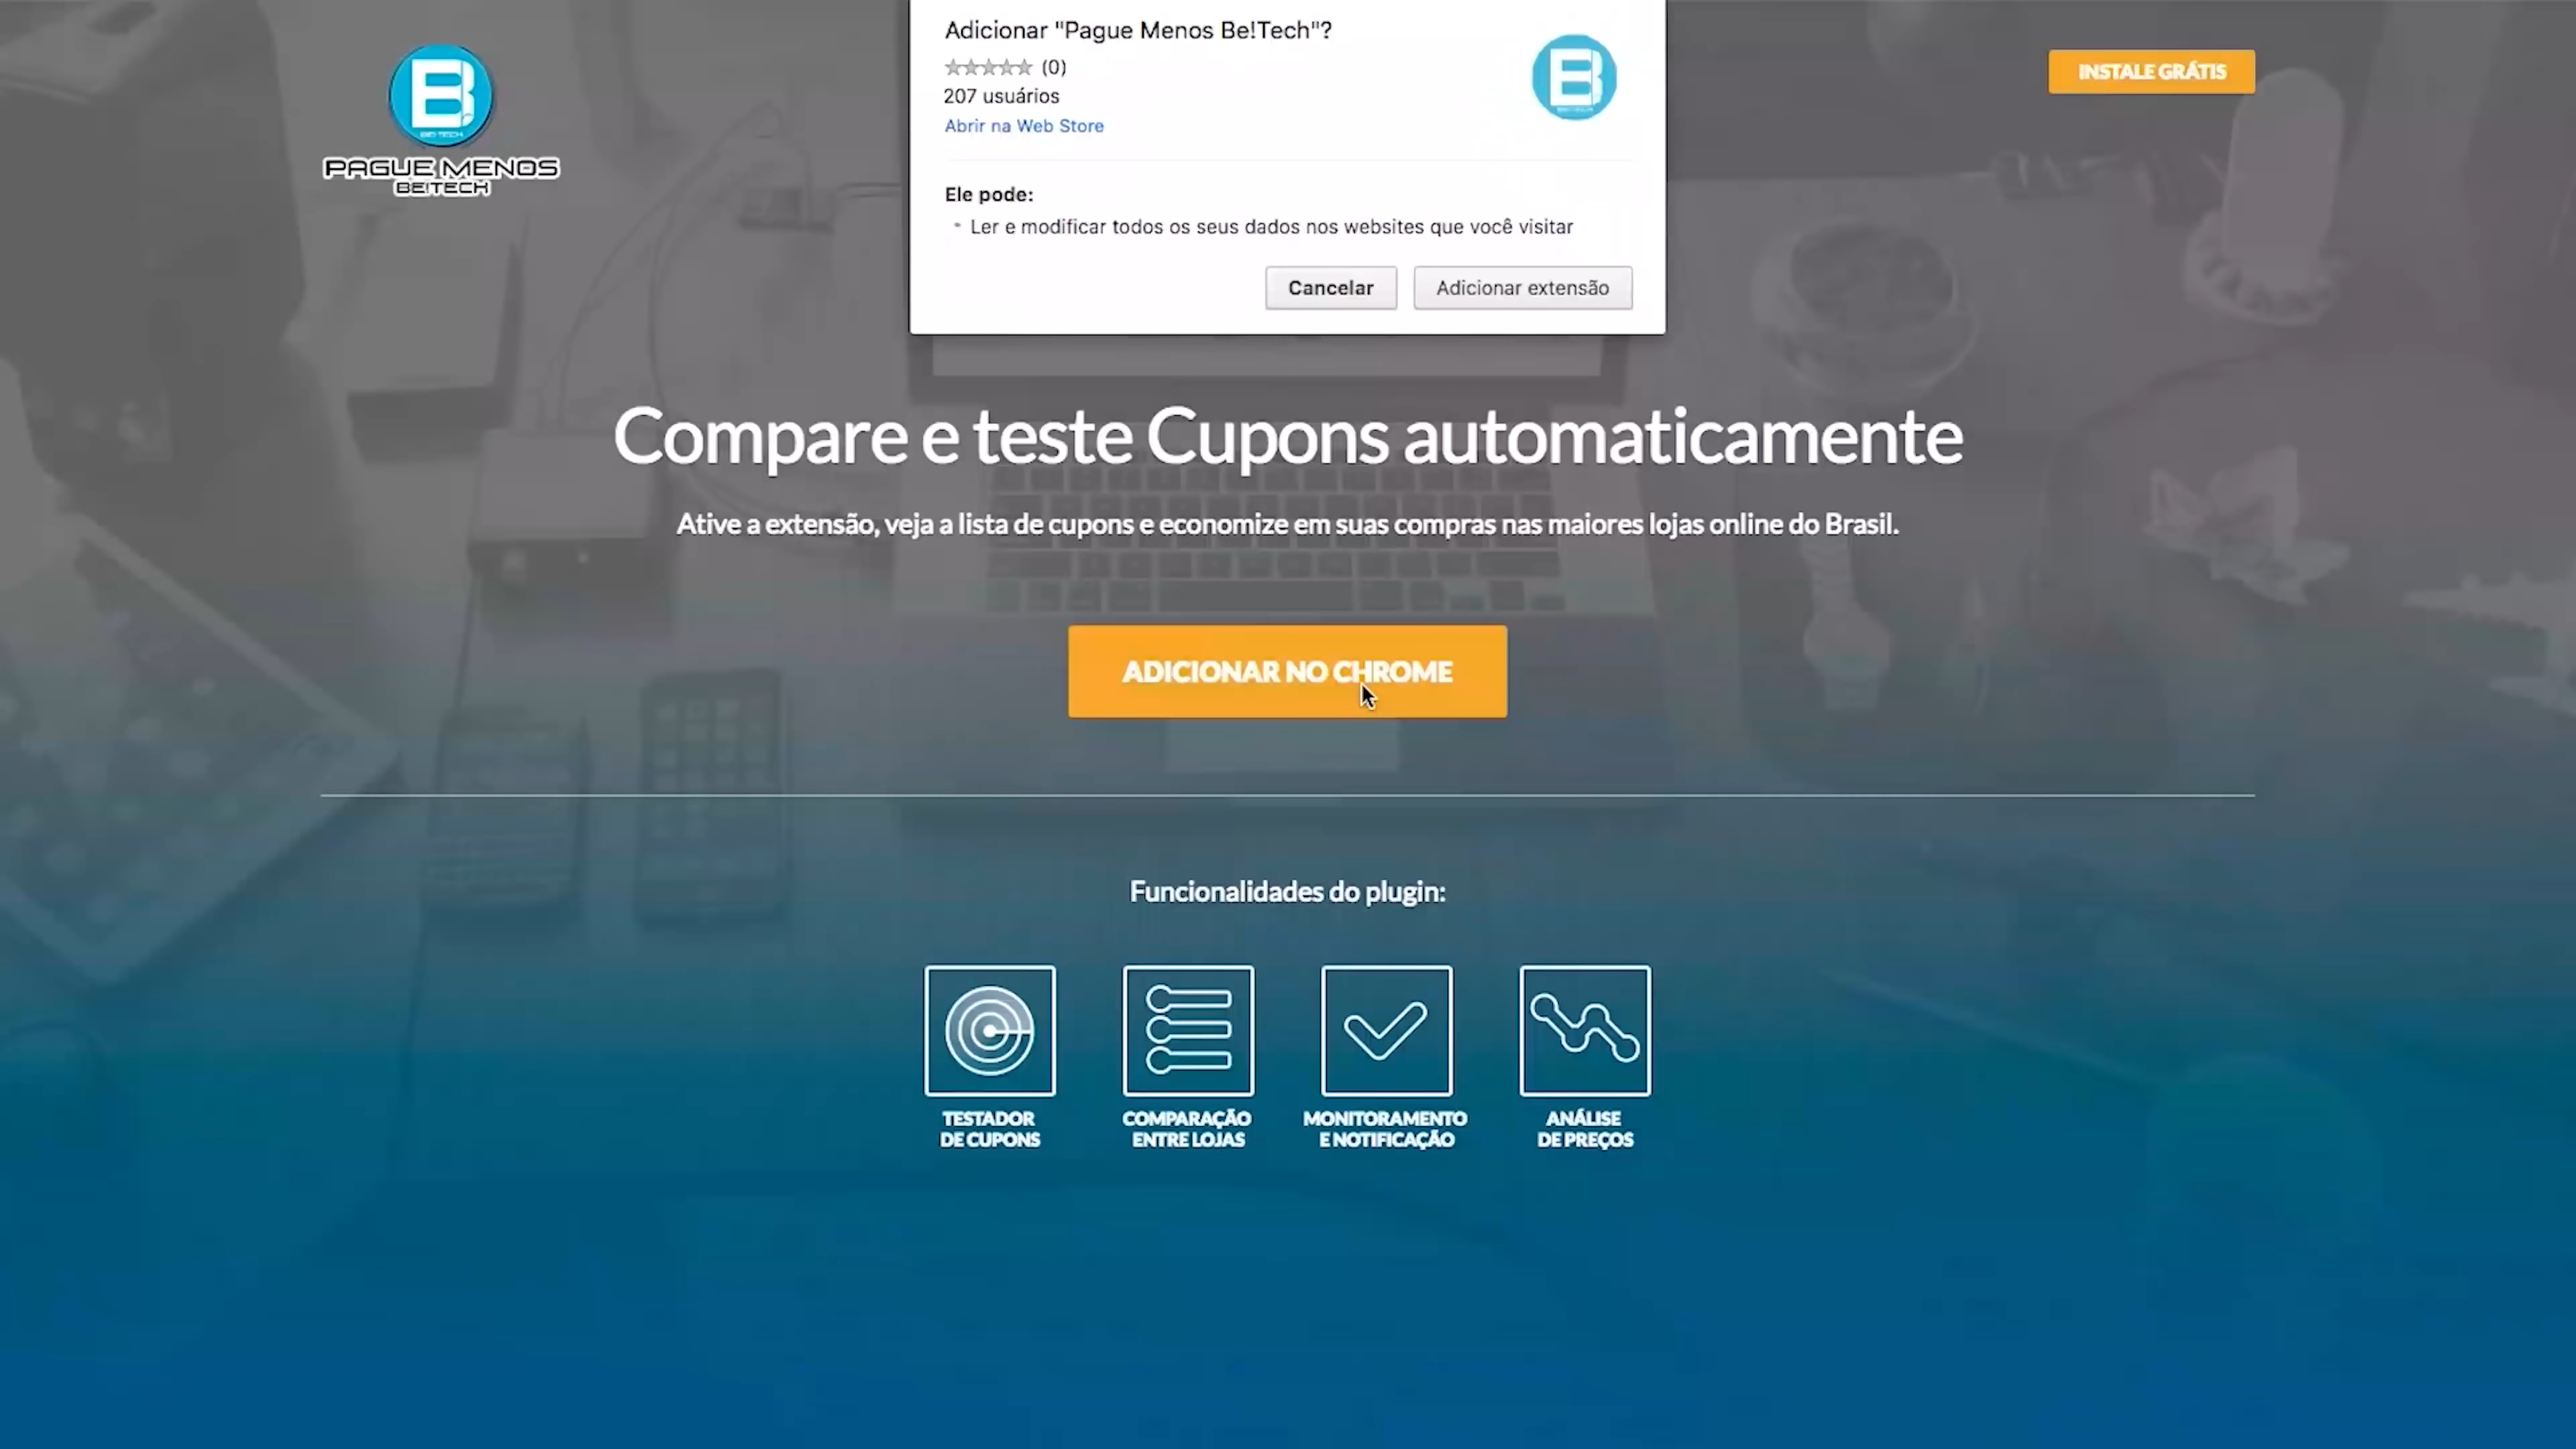 Adicionar "Pague Menos Be!Tech"?
(0)
207 usuários
Abrir na Web Store
Ele pode:
Ler e modificar todos os seus dados nos websites que você visitar
Cancelar
Adicionar extensão
BE!TECH
PAGUE MENOS
BE!TECH
INSTALE GRÁTIS
Compare e teste Cupons automaticamente
Ative a extensão, veja a lista de cupons e economize em suas compras nas maiores lojas online do Brasil.
ADICIONAR NO CHROME
Funcionalidades do plugin:
TESTADOR
DE CUPONS
COMPARAÇÃO
ENTRE LOJAS
MONITORAMENTO
E NOTIFICAÇÃO
ANÁLISE
DE PREÇOS